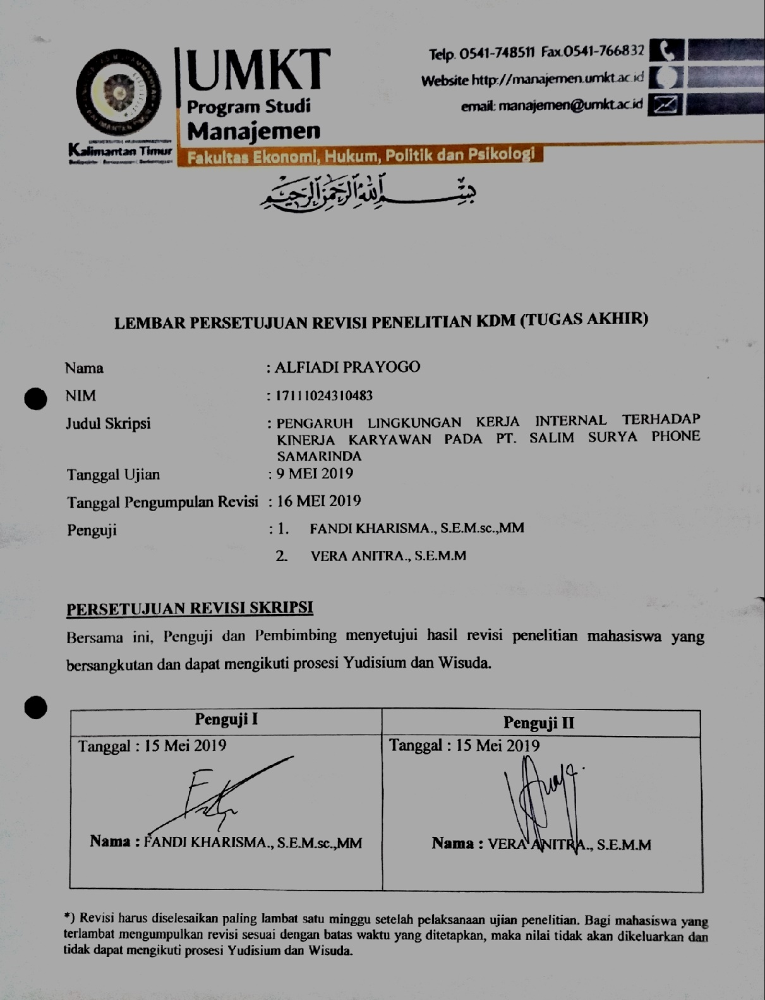 UMKT
Program Studi
Manajemen
Fakultas Ekonomi, Hukum, Politik dan Psikologi
Kalimantan Timur
Telp. 0541-748511 Fax.0541-766832
Website http://manajemen.umkt.ac.id
email: manajemen@umkt.ac.id
بسم الله الرحمن الرحيم
LEMBAR PERSETUJUAN REVISI PENELITIAN KDM (TUGAS AKHIR)
Nama : ALFIADI PRAYOGO
NIM : 17111024310483
Judul Skripsi : PENGARUH LINGKUNGAN KERJA INTERNAL TERHADAP
KINERJA KARYAWAN PADA PT. SALIM SURYA PHONE
SAMARINDA
Tanggal Ujian : 9 MEI 2019
Tanggal Pengumpulan Revisi : 16 MEI 2019
Penguji : 1. FANDI KHARISMA., S.E.M.sc.,MM
2. VERA ANITRA., S.E.M.M
PERSETUJUAN REVISI SKRIPSI
Bersama ini, Penguji dan Pembimbing menyetujui hasil revisi penelitian mahasiswa yang
bersangkutan dan dapat mengikuti prosesi Yudisium dan Wisuda.
Penguji I
Tanggal : 15 Mei 2019
Nama : FANDI KHARISMA., S.E.M.sc.,MM
Penguji II
Tanggal : 15 Mei 2019
Nama : VERA ANITRA., S.E.M.M
*) Revisi harus diselesaikan paling lambat satu minggu setelah pelaksanaan ujian penelitian. Bagi mahasiswa yang
terlambat mengumpulkan revisi sesuai dengan batas waktu yang ditetapkan, maka nilai tidak akan dikeluarkan dan
tidak dapat mengikuti prosesi Yudisium dan Wisuda.